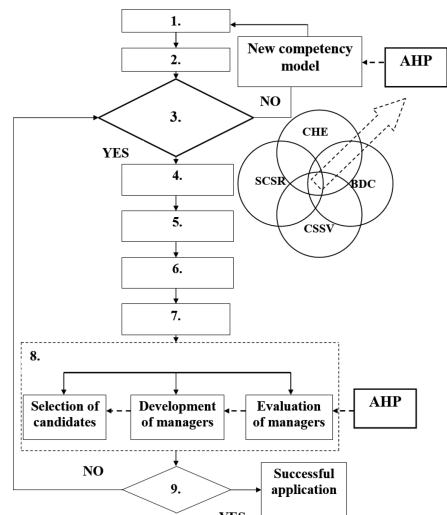 1.
2.
New competency
model
AHP
3.
NO
YES
CHE
SCSR
BDC
CSSV
4.
5.
6.
7.
8.
Selection of
candidates
Development
of managers
Evaluation
of managers
AHP
NO
9.
Successful
application
YES